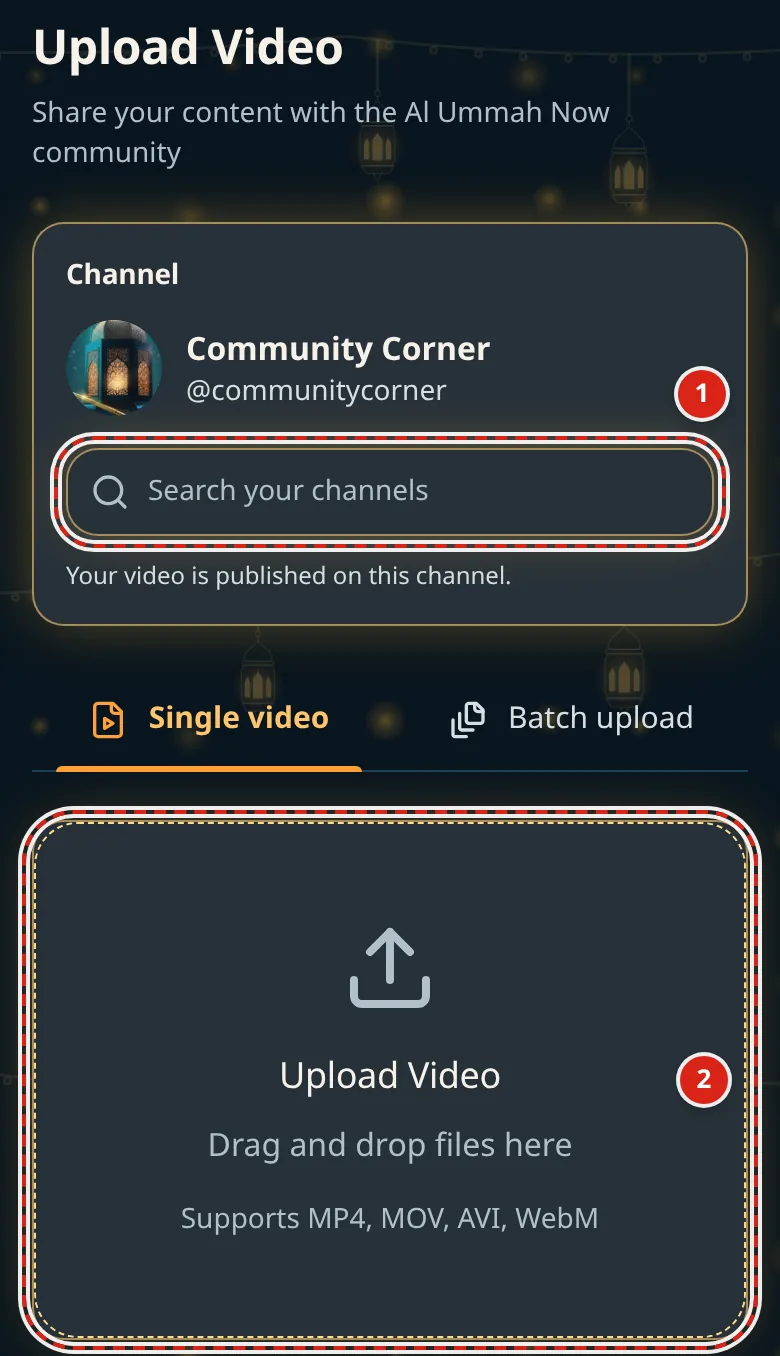 Upload Video
Share your content with the Al Ummah Now
community
Channel
Community Corner
@communitycorner
1
Search your channels
Your video is published on this channel.
Single video
Batch upload
Upload Video
2
Drag and drop files here
Supports MP4, MOV, AVI, WebM